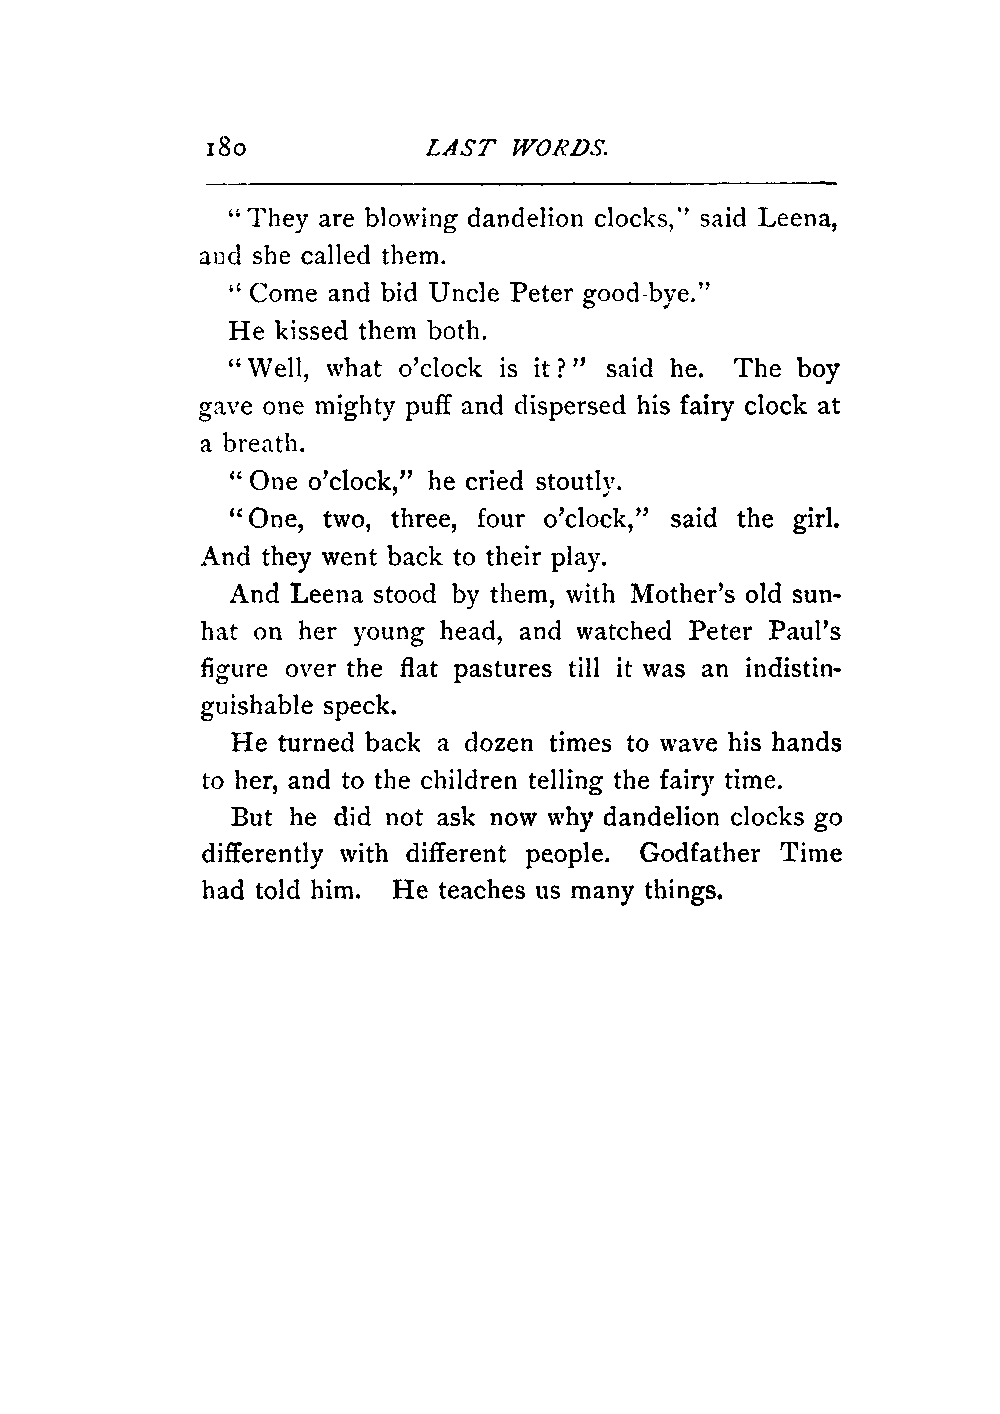 180 LAST WORDS.
"They are blowing dandelion clocks," said Leena,
and she called them.
"Come and bid Uncle Peter good-bye."
He kissed them both.
"Well, what o'clock is it?" said he. The boy
gave one mighty puff and dispersed his fairy clock at
a breath.
"One o'clock," he cried stoutly.
"One, two, three, four o'clock," said the girl.
And they went back to their play.
And Leena stood by them, with Mother's old sun-
hat on her young head, and watched Peter Paul's
figure over the flat pastures till it was an indistin-
guishable speck.
He turned back a dozen times to wave his hands
to her, and to the children telling the fairy time.
But he did not ask now why dandelion clocks go
differently with different people. Godfather Time
had told him. He teaches us many things.